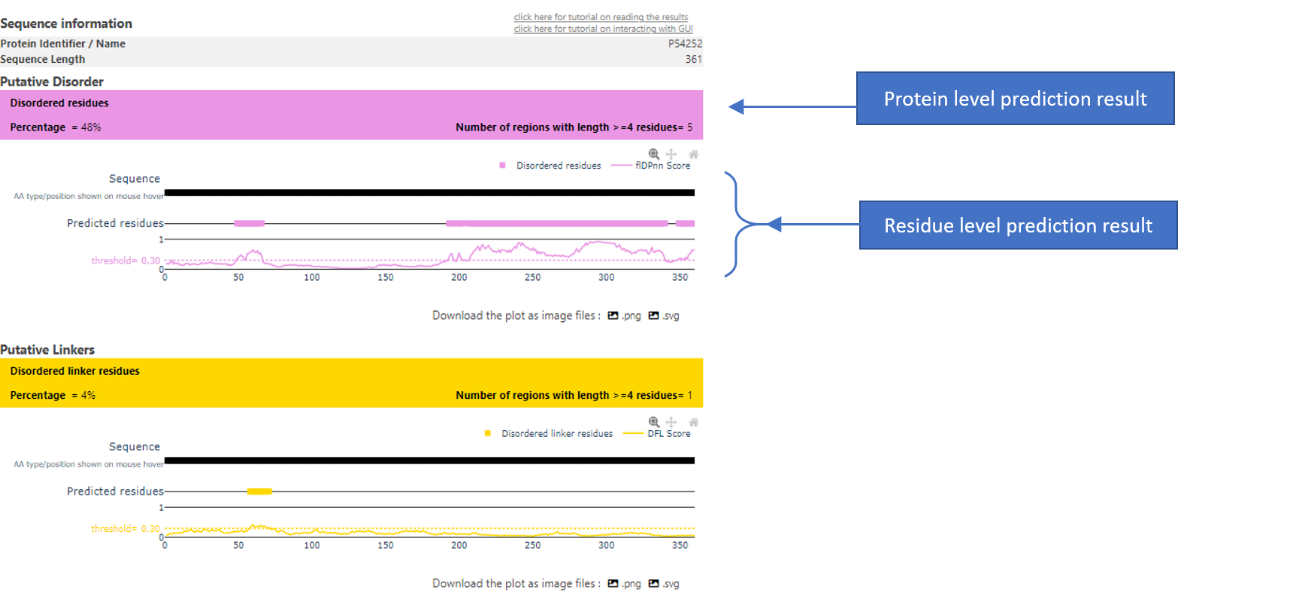 click here for tutorial on reading the results
Sequence information
click here for tutorial on interacting with GUI
Protein Identifier / Name P54252
Sequence Length 361
Putative Disorder
Disordered residues
Percentage = 48% Number of regions with length >=4 residues= 5
Protein level prediction result
Disordered residues flDPnn Score
Sequence
AA type/position shown on mouse hover
Predicted residues
1
threshold= 0.30
0
0 50 100 150 200 250 300 350
Residue level prediction result
Download the plot as image files : .png .svg
Putative Linkers
Disordered linker residues
Percentage = 4% Number of regions with length >=4 residues= 1
Disordered linker residues DFL Score
Sequence
AA type/position shown on mouse hover
Predicted residues
1
threshold= 0.30
0
0 50 100 150 200 250 300 350
Download the plot as image files : .png .svg